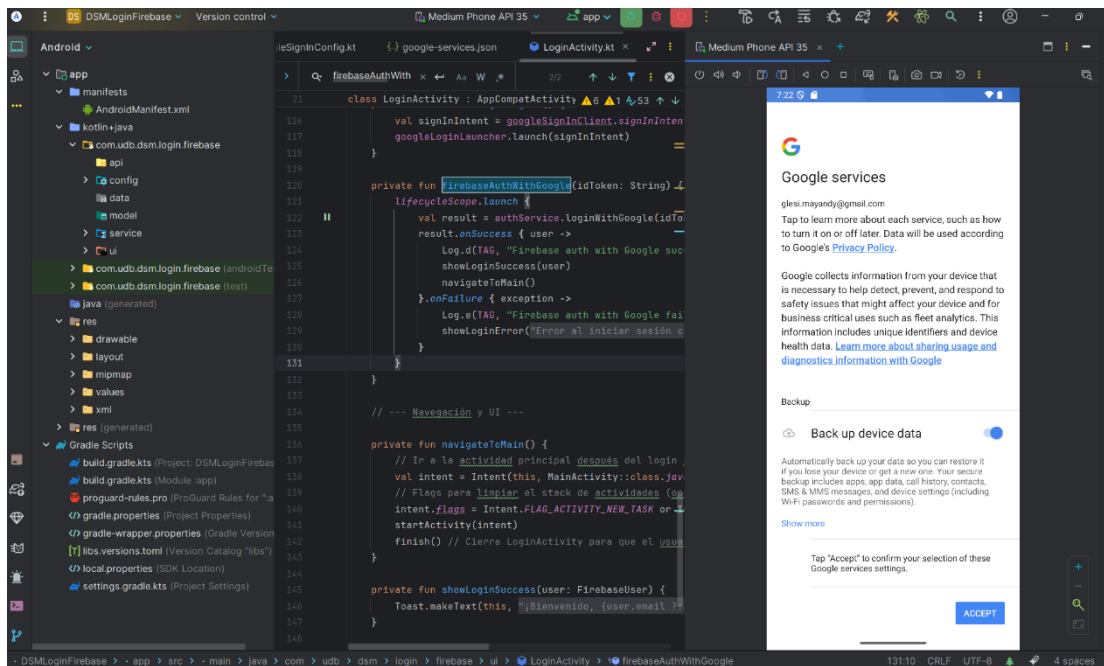 DS DSMLoginFirebase Version control Medium Phone API 35 app
Android
leSignInConfig.kt google-services.json LoginActivity.kt Medium Phone API 35
app
manifests
AndroidManifest.xml
kotlin+java
com.udb.dsm.login.firebase
api
config
data
model
service
ui
com.udb.dsm.login.firebase (androidTe
com.udb.dsm.login.firebase (test)
java (generated)
res
drawable
layout
mipmap
values
xml
res (generated)
Gradle Scripts
build.gradle.kts (Project: DSMLoginFirebas
build.gradle.kts (Module :app)
proguard-rules.pro (ProGuard Rules for ":a
gradle.properties (Project Properties)
gradle-wrapper.properties (Gradle Version
libs.versions.toml (Version Catalog "libs")
local.properties (SDK Location)
settings.gradle.kts (Project Settings)
firebaseAuthWith Aa W .* 2/2
21 class LoginActivity : AppCompatActivity 6 1 53
116 val signInIntent = googleSignInClient.signInInten
117 googleLoginLauncher.launch(signInIntent)
118 }
119
120 private fun firebaseAuthWithGoogle(idToken: String)
121 lifecycleScope.launch {
122 val result = authService.loginWithGoogle(idTo
123 result.onSuccess { user ->
124 Log.d(TAG, "Firebase auth with Google suc
125 showLoginSuccess(user)
126 navigateToMain()
127 }.onFailure { exception ->
128 Log.e(TAG, "Firebase auth with Google fai
129 showLoginError("Error al iniciar sesión c
130 }
131 }
132 }
133
134 // --- Navegación y UI ---
135
136 private fun navigateToMain() {
137 // Ir a la actividad principal después del login
138 val intent = Intent(this, MainActivity::class.jav
139 // Flags para limpiar el stack de actividades (o
140 intent.flags = Intent.FLAG_ACTIVITY_NEW_TASK or
141 startActivity(intent)
142 finish() // Cierra LoginActivity para que el usua
143 }
144
145 private fun showLoginSuccess(user: FirebaseUser) {
146 Toast.makeText(this, "¡Bienvenido, {user.email ?
147 }
148
7:22
G
Google services
glesi.mayandy@gmail.com
Tap to learn more about each service, such as how
to turn it on or off later. Data will be used according
to Google's Privacy Policy.
Google collects information from your device that
is necessary to help detect, prevent, and respond to
safety issues that might affect your device and for
business critical uses such as fleet analytics. This
information includes unique identifiers and device
health data. Learn more about sharing usage and
diagnostics information with Google
Backup
Back up device data
Automatically back up your data so you can restore it
if you lose your device or get a new one. Your secure
backup includes apps, app data, call history, contacts,
SMS & MMS messages, and device settings (including
Wi-Fi passwords and permissions).
Show more
Tap "Accept" to confirm your selection of these
Google services settings.
ACCEPT
DSMLoginFirebase > app > src > main > java > com > udb > dsm > login > firebase > ui > LoginActivity > firebaseAuthWithGoogle 131:10 CRLF UTF-8 4 spaces